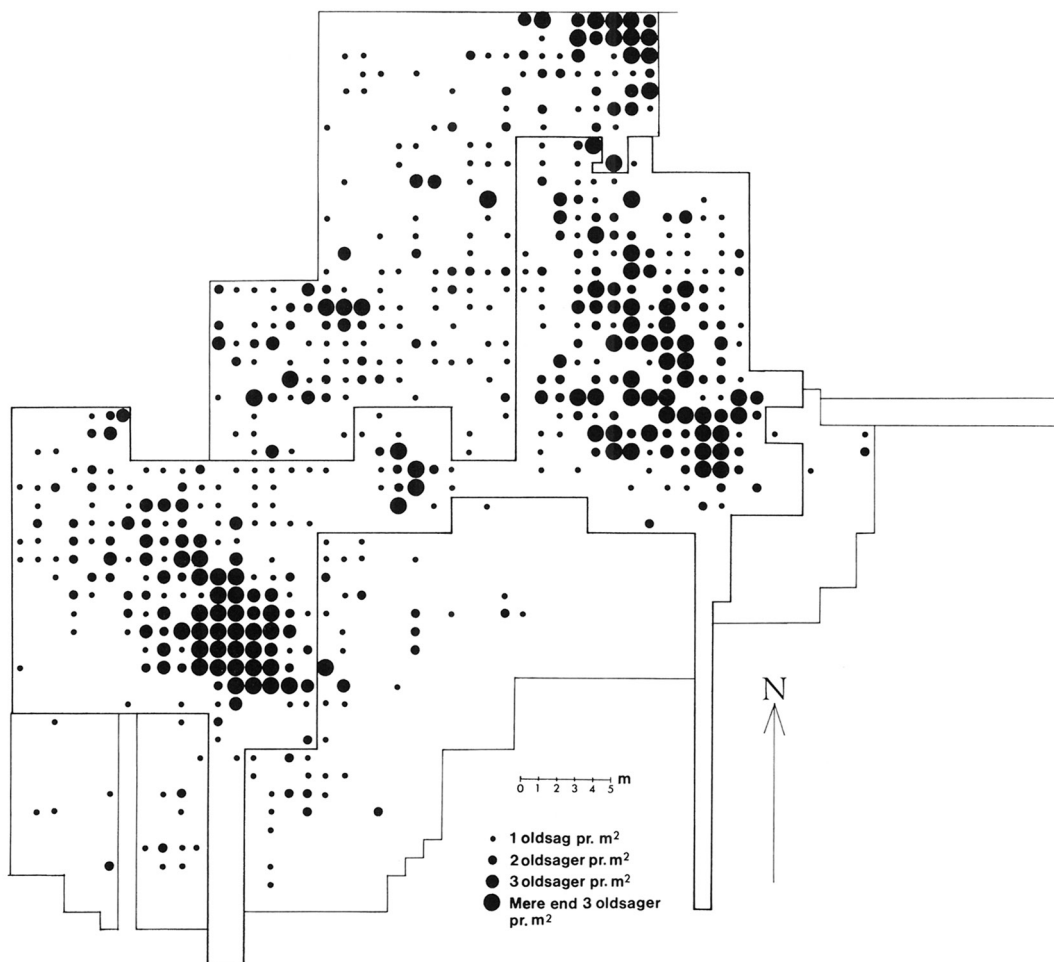 N
m
0 1 2 3 4 5
1 oldsag pr. m²
2 oldsager pr. m²
3 oldsager pr. m²
Mere end 3 oldsager
pr. m²